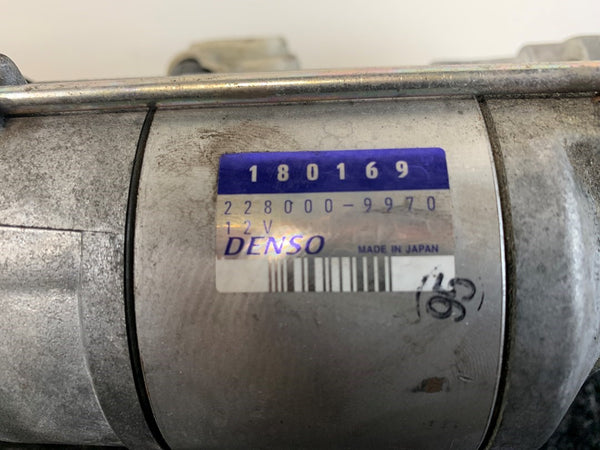 180169
228000-9970
12V
DENSO MADE IN JAPAN